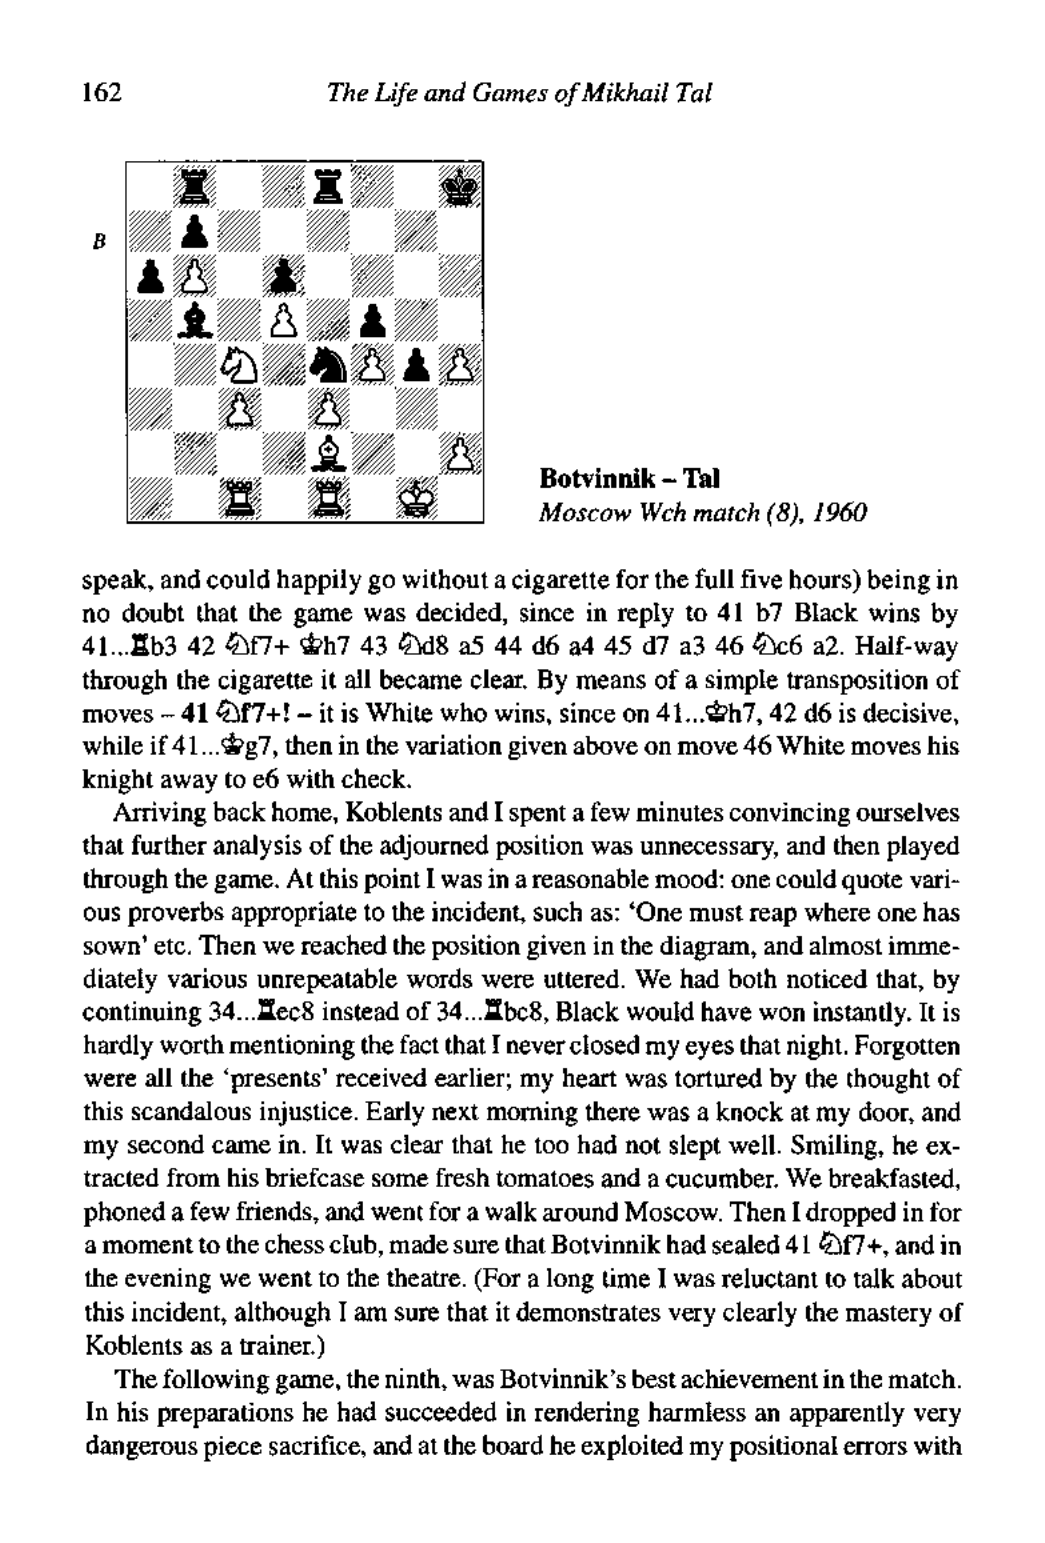 162
The Life and Games of Mikhail Tal
B
Botvinnik – Tal
Moscow Wch match (8), 1960
speak, and could happily go without a cigarette for the full five hours) being in
no doubt that the game was decided, since in reply to 41 b7 Black wins by
41...♜b3 42 ♘f7+ ♚h7 43 ♘d8 a5 44 d6 a4 45 d7 a3 46 ♘c6 a2. Half-way
through the cigarette it all became clear. By means of a simple transposition of
moves – 41 ♘f7+! – it is White who wins, since on 41...♚h7, 42 d6 is decisive,
while if 41...♚g7, then in the variation given above on move 46 White moves his
knight away to e6 with check.
Arriving back home, Koblents and I spent a few minutes convincing ourselves
that further analysis of the adjourned position was unnecessary, and then played
through the game. At this point I was in a reasonable mood: one could quote vari-
ous proverbs appropriate to the incident, such as: ‘One must reap where one has
sown’ etc. Then we reached the position given in the diagram, and almost imme-
diately various unrepeatable words were uttered. We had both noticed that, by
continuing 34...♜ec8 instead of 34...♜bc8, Black would have won instantly. It is
hardly worth mentioning the fact that I never closed my eyes that night. Forgotten
were all the ‘presents’ received earlier; my heart was tortured by the thought of
this scandalous injustice. Early next morning there was a knock at my door, and
my second came in. It was clear that he too had not slept well. Smiling, he ex-
tracted from his briefcase some fresh tomatoes and a cucumber. We breakfasted,
phoned a few friends, and went for a walk around Moscow. Then I dropped in for
a moment to the chess club, made sure that Botvinnik had sealed 41 ♘f7+, and in
the evening we went to the theatre. (For a long time I was reluctant to talk about
this incident, although I am sure that it demonstrates very clearly the mastery of
Koblents as a trainer.)
The following game, the ninth, was Botvinnik’s best achievement in the match.
In his preparations he had succeeded in rendering harmless an apparently very
dangerous piece sacrifice, and at the board he exploited my positional errors with